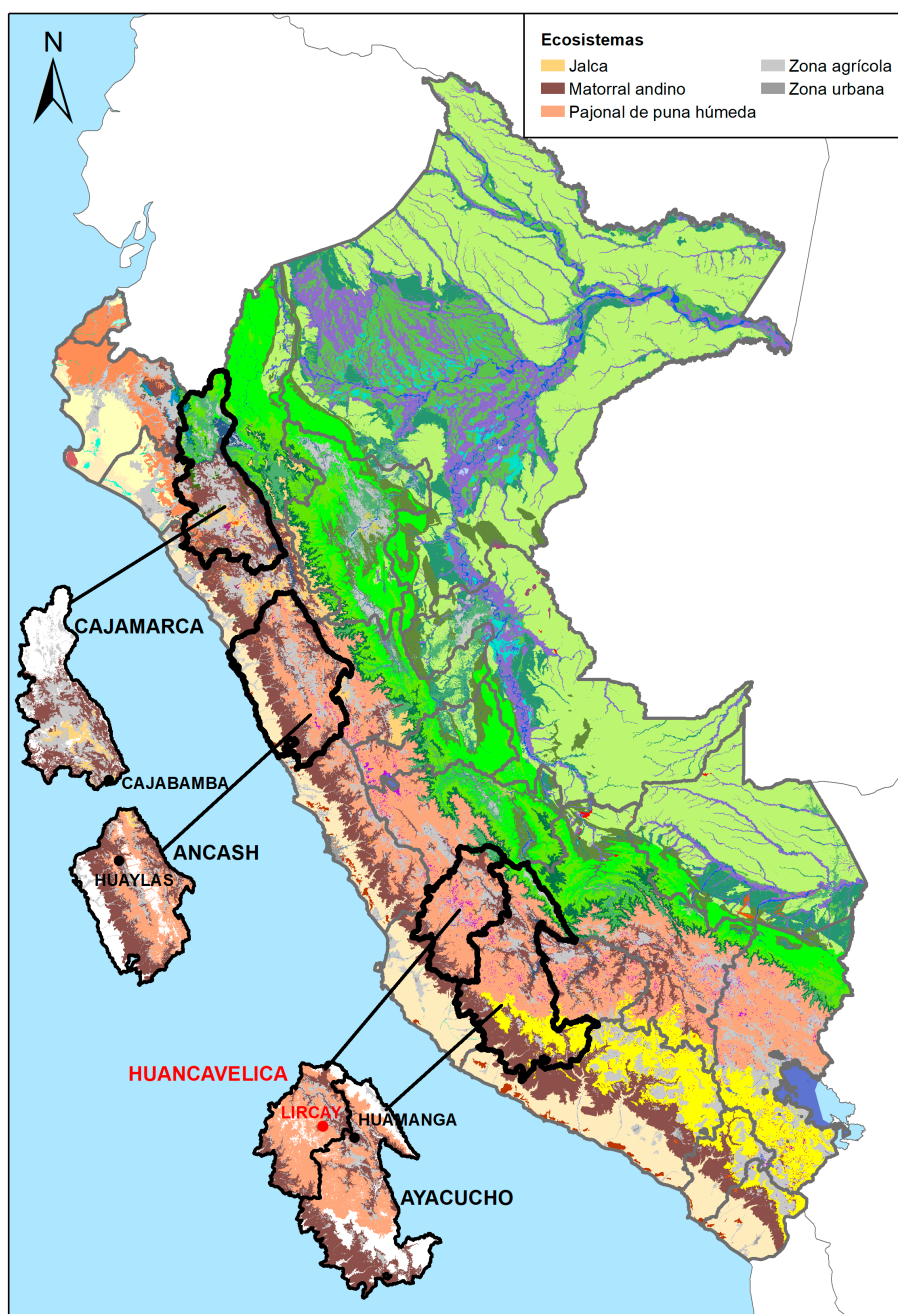 N
Ecosistemas
Jalca
Matorral andino
Pajonal de puna húmeda
Zona agrícola
Zona urbana
CAJAMARCA
CAJABAMBA
ANCASH
HUAYLAS
HUANCAVELICA
LIRCAY
HUAMANGA
AYACUCHO